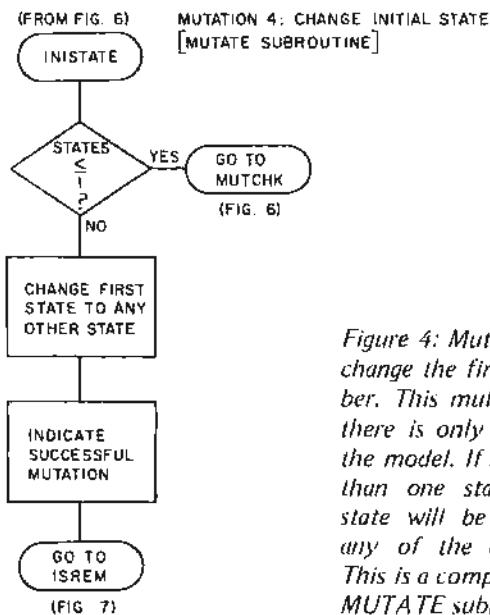 (FROM FIG. 6)
MUTATION 4: CHANGE INITIAL STATE
[MUTATE SUBROUTINE]
INISTATE
STATES
≤
1
?
YES
GO TO
MUTCHK
(FIG. 6)
NO
CHANGE FIRST
STATE TO ANY
OTHER STATE
INDICATE
SUCCESSFUL
MUTATION
GO TO
ISREM
(FIG 7)
Figure 4: Mut
change the fir
ber. This mul
there is only
the model. If
than one sta
state will be
any of the
This is a comp
MUTATE sub